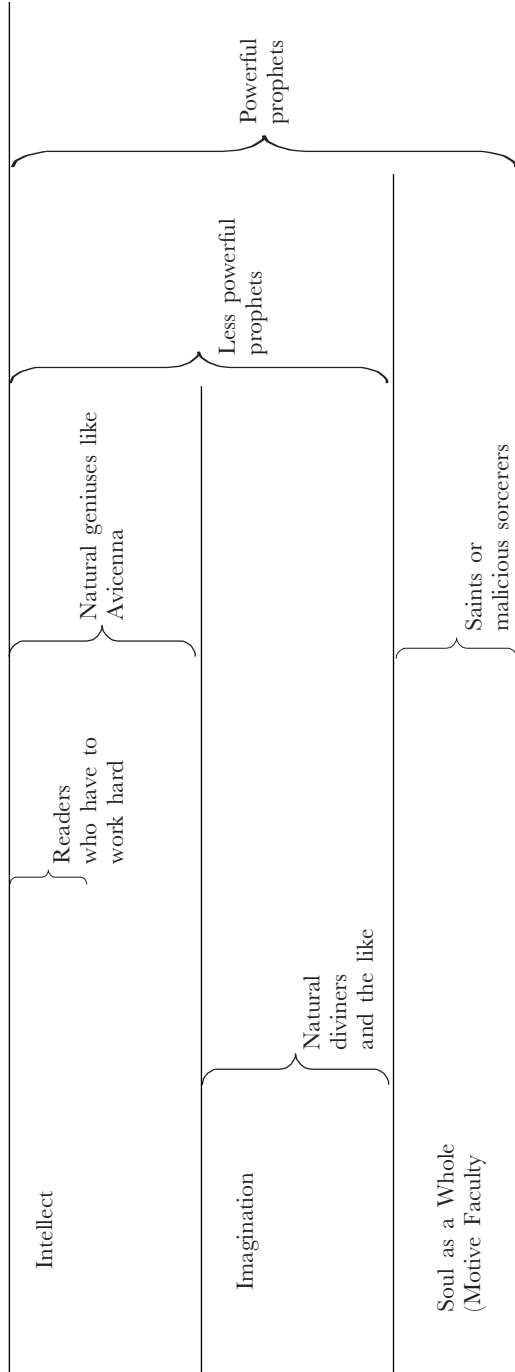 Intellect
Readers
who have to
work hard
Natural geniuses like
Avicenna
Less powerful
prophets
Powerful
prophets
Imagination
Natural
diviners
and the like
Soul as a Whole
(Motive Faculty
Saints or
malicious sorcerers